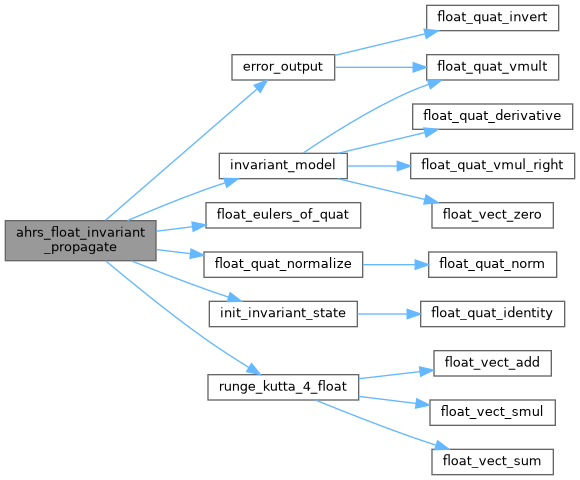 float_quat_invert
error_output
float_quat_vmult
float_quat_derivative
invariant_model
float_quat_vmul_right
float_eulers_of_quat
float_vect_zero
ahrs_float_invariant
_propagate
float_quat_normalize
float_quat_norm
init_invariant_state
float_quat_identity
float_vect_add
runge_kutta_4_float
float_vect_smul
float_vect_sum